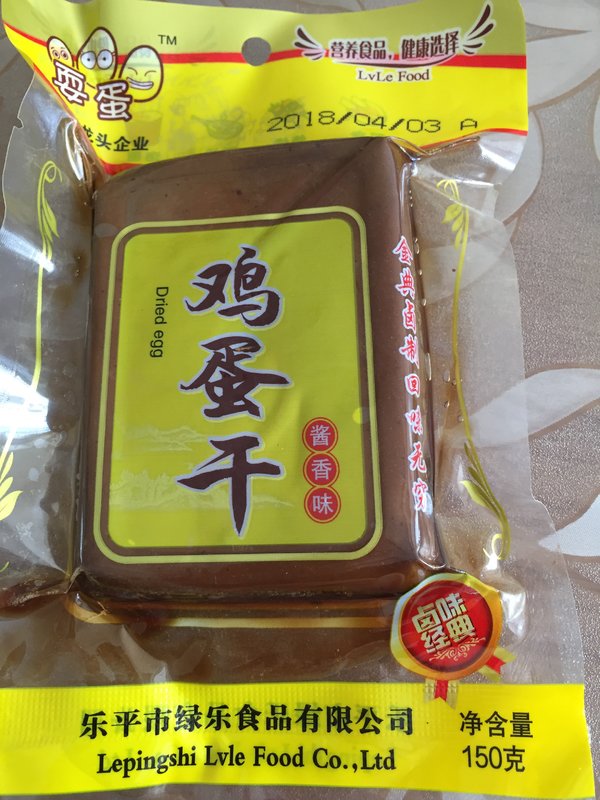 TM
耍蛋
龙头企业
营养食品，健康选择
LvLe Food
2018/04/03 A
鸡蛋干
Dried egg
酱香味
金典卤制回味无穷
卤味
经典
乐平市绿乐食品有限公司
Lepingshi Lvle Food Co.,Ltd
净含量
150克